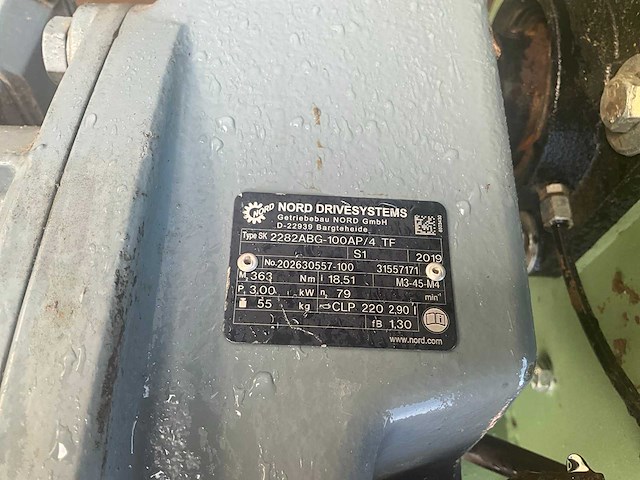 NORD NORD DRIVESYSTEMS
Getriebebau NORD GmbH
D-22939 Bargteheide
Type SK 2282ABG-100AP/4 TF
S1 2019
No. 202630557-100 31557171
M₂ 363 Nm i 18.51 M3-45-M4
P₁ 3.00 kW n₂ 79 min⁻¹
55 kg CLP 220 2.90 l
fB 1.30
www.nord.com